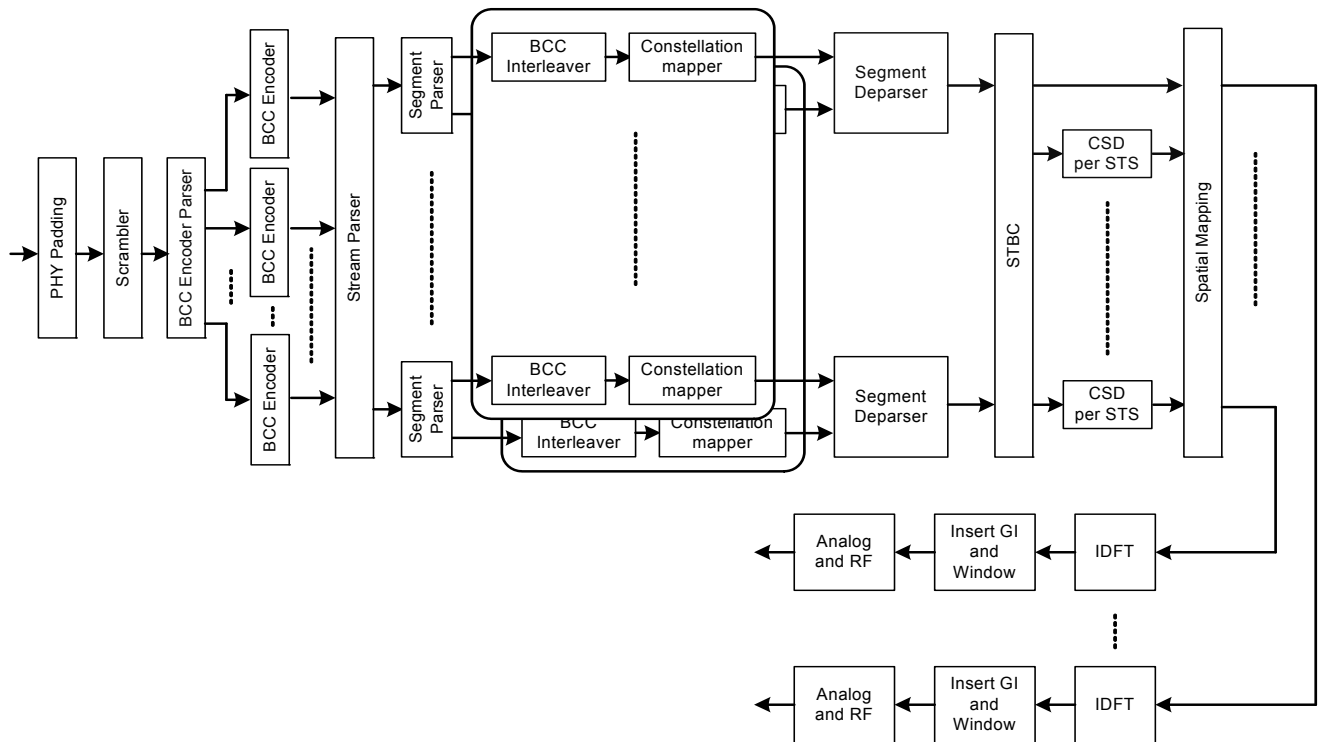 PHY Padding
Scrambler
BCC Encoder Parser
BCC Encoder
BCC Encoder
BCC Encoder
Stream Parser
Segment
Parser
Segment
Parser
BCC
Interleaver
Constellation
mapper
BCC
Interleaver
Constellation
mapper
BCC
Interleaver
Constellation
mapper
Segment
Deparser
Segment
Deparser
STBC
CSD
per STS
CSD
per STS
Spatial Mapping
Analog
and RF
Insert GI
and
Window
IDFT
Analog
and RF
Insert GI
and
Window
IDFT